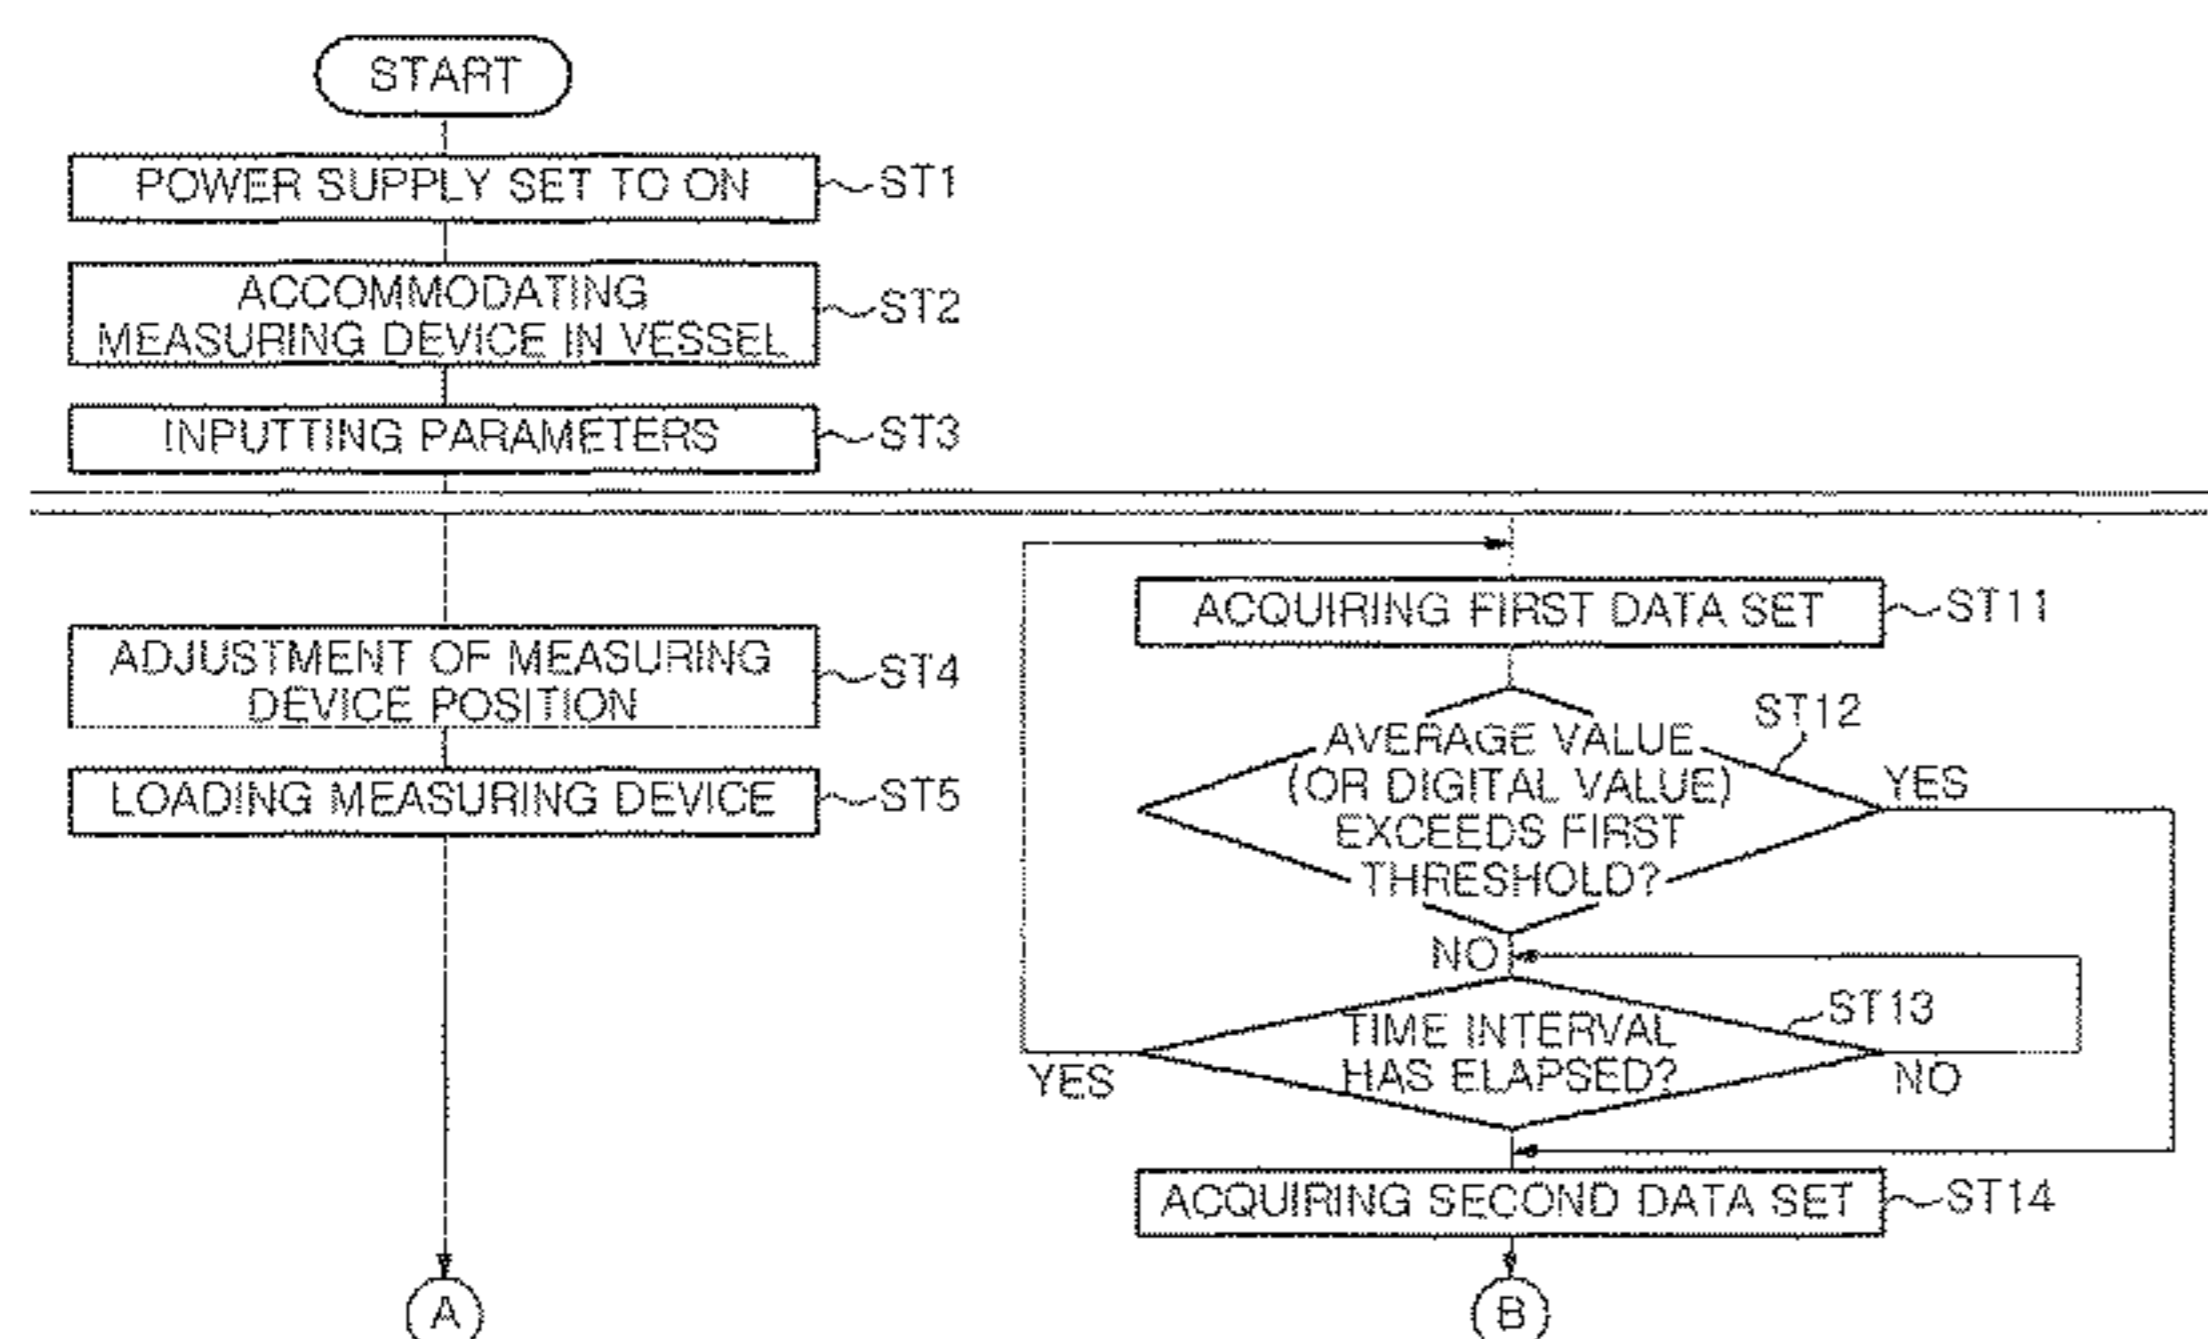 START
POWER SUPPLY SET TO ON
ST1
ACCOMMODATING
MEASURING DEVICE IN VESSEL
ST2
INPUTTING PARAMETERS
ST3
ADJUSTMENT OF MEASURING
DEVICE POSITION
ST4
LOADING MEASURING DEVICE
ST5
A
ACQUIRING FIRST DATA SET
ST11
AVERAGE VALUE
(OR DIGITAL VALUE)
EXCEEDS FIRST
THRESHOLD?
ST12
YES
NO
TIME INTERVAL
HAS ELAPSED?
ST13
YES
NO
ACQUIRING SECOND DATA SET
ST14
B